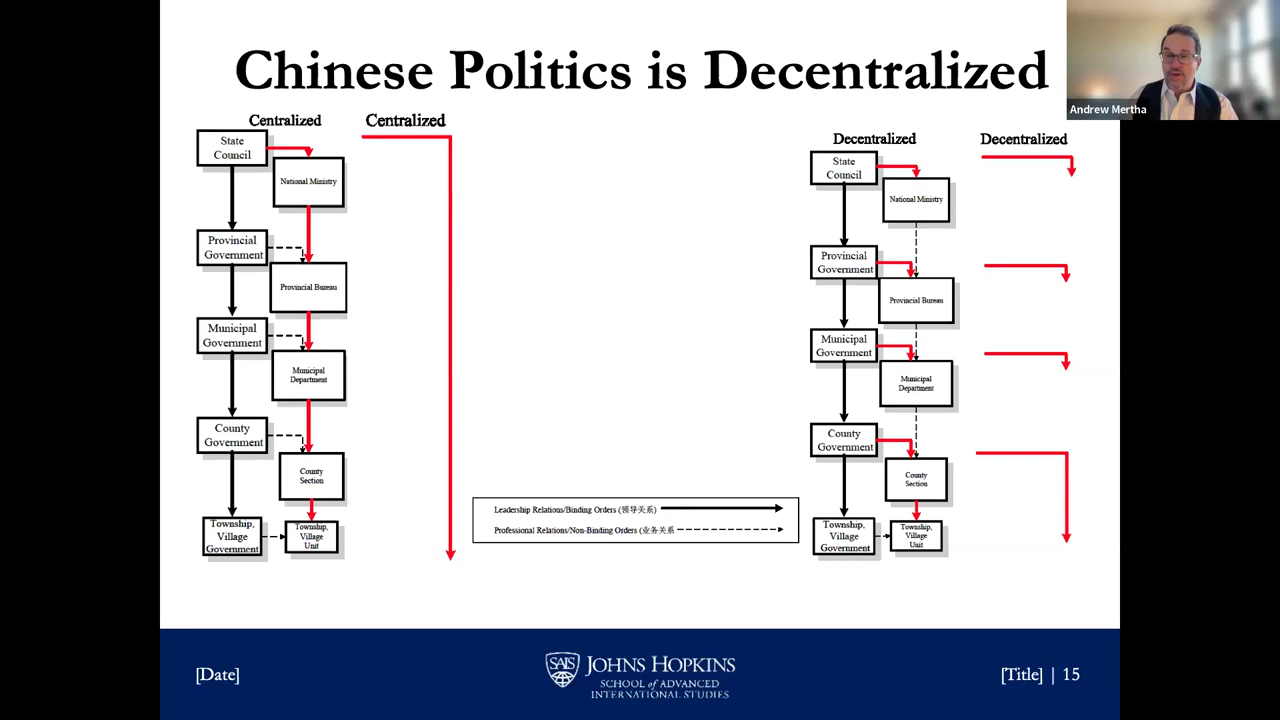 Chinese Politics is Decentralized
Andrew Mertha
Centralized
Centralized
State
Council
National Ministry
Provincial
Government
Provincial Bureau
Municipal
Government
Municipal
Department
County
Government
County
Section
Township,
Village
Government
Township,
Village
Unit
Leadership Relations/Binding Orders (领导关系)
Professional Relations/Non-Binding Orders (业务关系
Decentralized
Decentralized
State
Council
National Ministry
Provincial
Government
Provincial Bureau
Municipal
Government
Municipal
Department
County
Government
County
Section
Township,
Village
Government
Township,
Village
Unit
[Date]
SAIS
JOHNS HOPKINS
SCHOOL of ADVANCED
INTERNATIONAL STUDIES
[Title] | 15